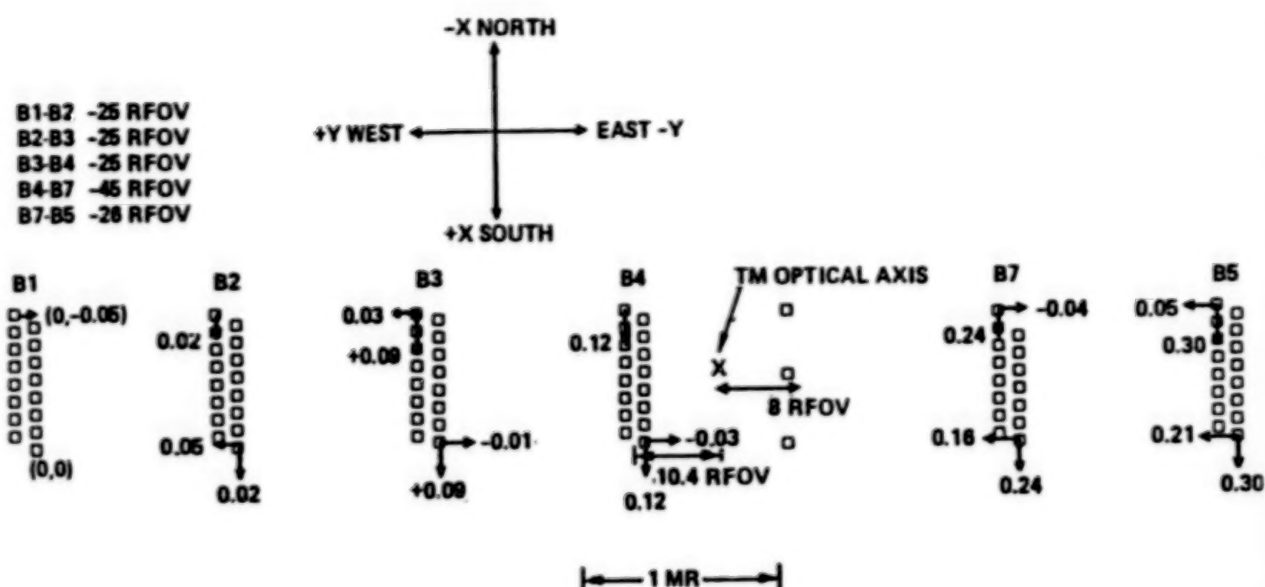 -X NORTH
B1-B2 -25 RFOV
B2-B3 -25 RFOV
B3-B4 -25 RFOV
B4-B7 -45 RFOV
B7-B5 -26 RFOV
+Y WEST
EAST -Y
+X SOUTH
B1
B2
B3
B4
TM OPTICAL AXIS
B7
B5
(0,-0.05)
0.02
0.03
+0.09
0.12
X
8 RFOV
-0.04
0.24
0.05
0.30
(0,0)
0.05
0.02
-0.01
+0.09
-0.03
10.4 RFOV
0.12
0.16
0.24
0.21
0.30
1 MR